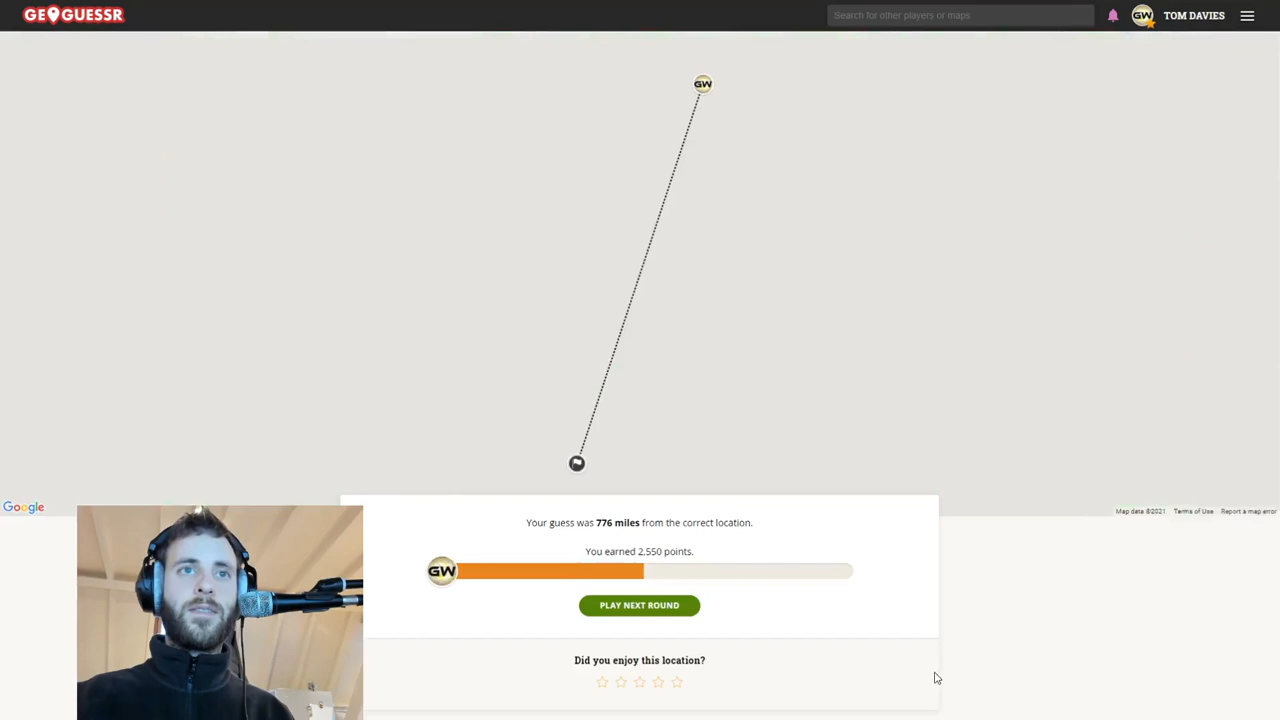 GEOGUESSR
Search for other players or maps
GW
TOM DAVIES
GW
Google
Map data ©2021
Terms of Use
Report a map error
Your guess was 776 miles from the correct location.
You earned 2,550 points.
GW
PLAY NEXT ROUND
Did you enjoy this location?